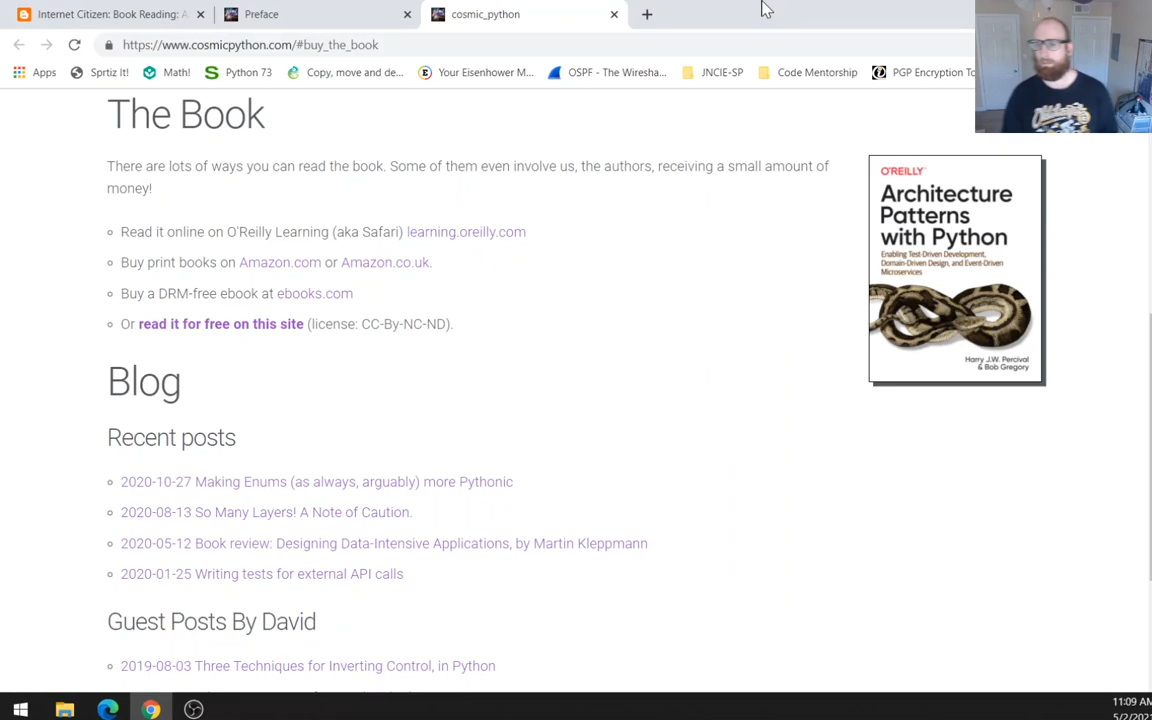 Internet Citizen: Book Reading: A
Preface
cosmic_python
https://www.cosmicpython.com/#buy_the_book
Apps
Sprtiz It!
Math!
Python 73
Copy, move and de...
Your Eisenhower M...
OSPF - The Wiresha...
JNCIE-SP
Code Mentorship
PGP Encryption To
The Book
There are lots of ways you can read the book. Some of them even involve us, the authors, receiving a small amount of
money!
Read it online on O'Reilly Learning (aka Safari) learning.oreilly.com
Buy print books on Amazon.com or Amazon.co.uk.
Buy a DRM-free ebook at ebooks.com
Or read it for free on this site (license: CC-By-NC-ND).
O'REILLY
Architecture
Patterns
with Python
Enabling Test-Driven Development,
Domain-Driven Design, and Event-Driven
Microservices
Harry J.W. Percival
& Bob Gregory
Blog
Recent posts
2020-10-27 Making Enums (as always, arguably) more Pythonic
2020-08-13 So Many Layers! A Note of Caution.
2020-05-12 Book review: Designing Data-Intensive Applications, by Martin Kleppmann
2020-01-25 Writing tests for external API calls
Guest Posts By David
2019-08-03 Three Techniques for Inverting Control, in Python
11:09 AM
5/2/202